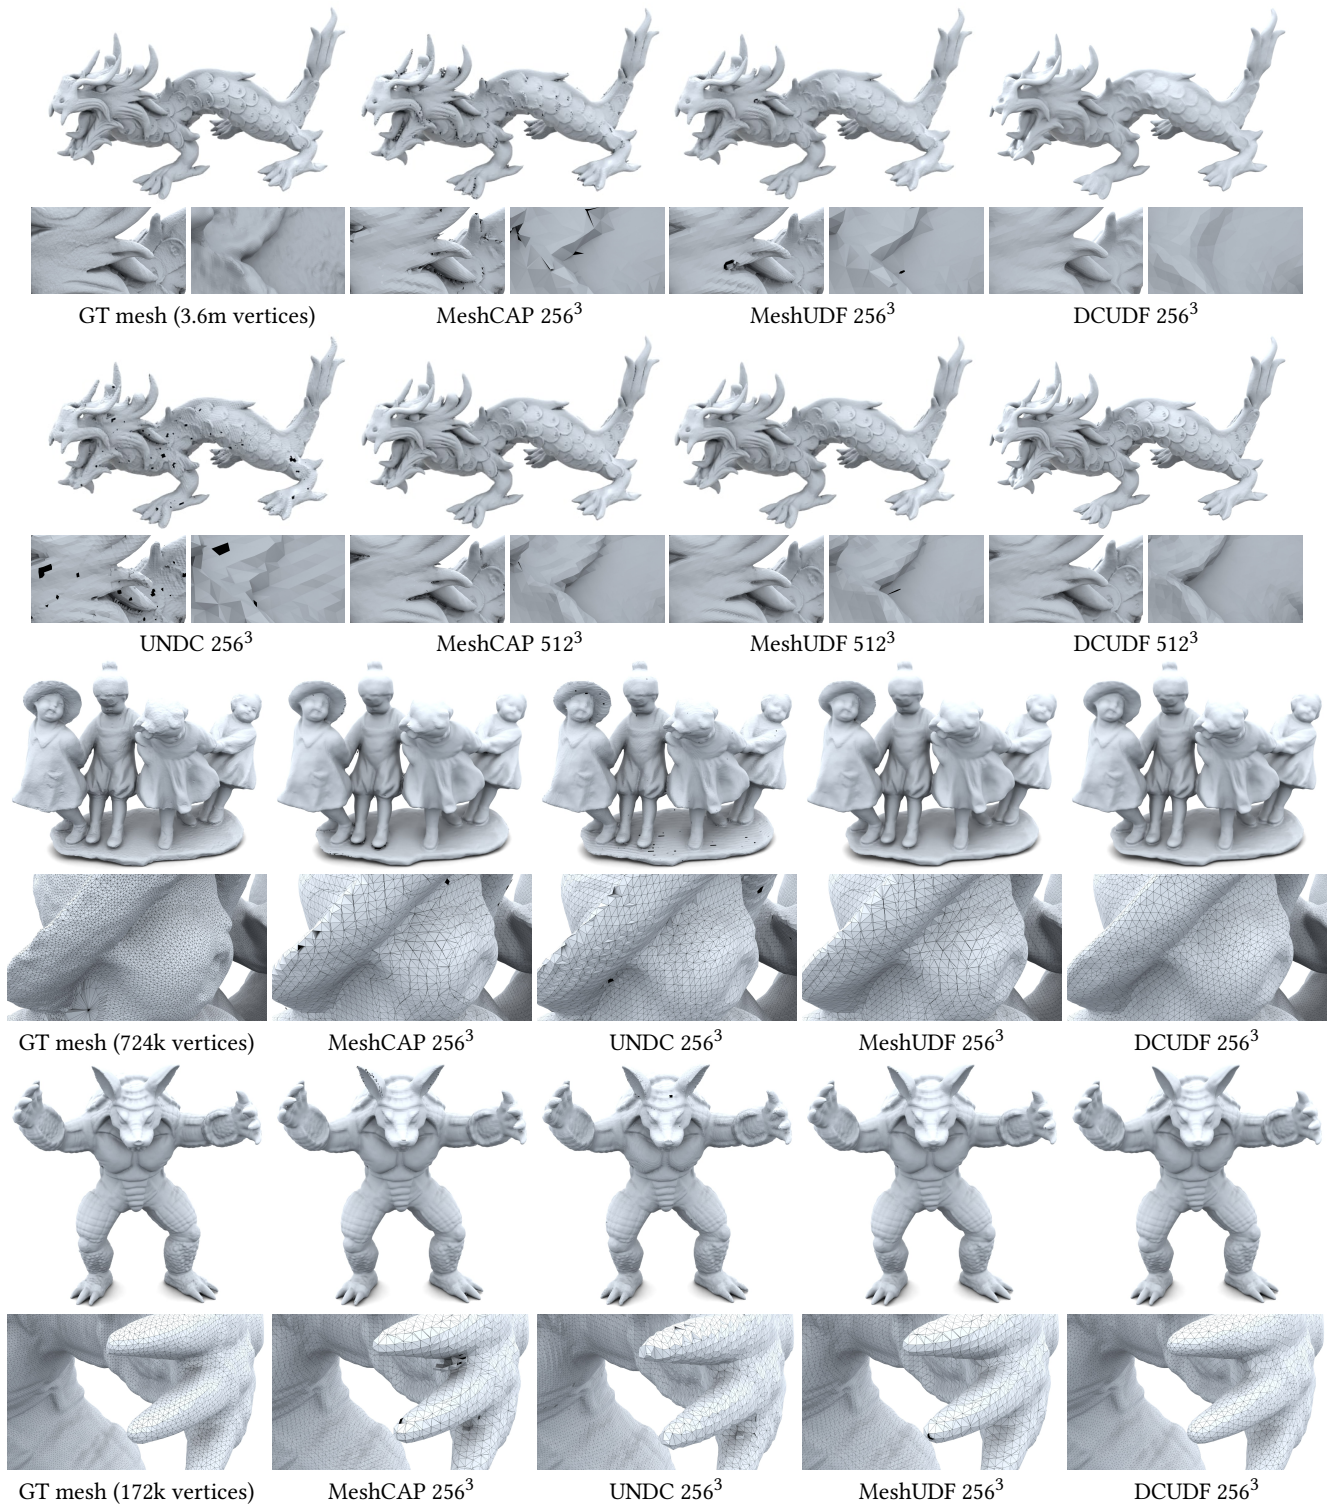 GT mesh (3.6m vertices) MeshCAP 256³ MeshUDF 256³ DCUDF 256³
UNDC 256³ MeshCAP 512³ MeshUDF 512³ DCUDF 512³
GT mesh (724k vertices) MeshCAP 256³ UNDC 256³ MeshUDF 256³ DCUDF 256³
GT mesh (172k vertices) MeshCAP 256³ UNDC 256³ MeshUDF 256³ DCUDF 256³